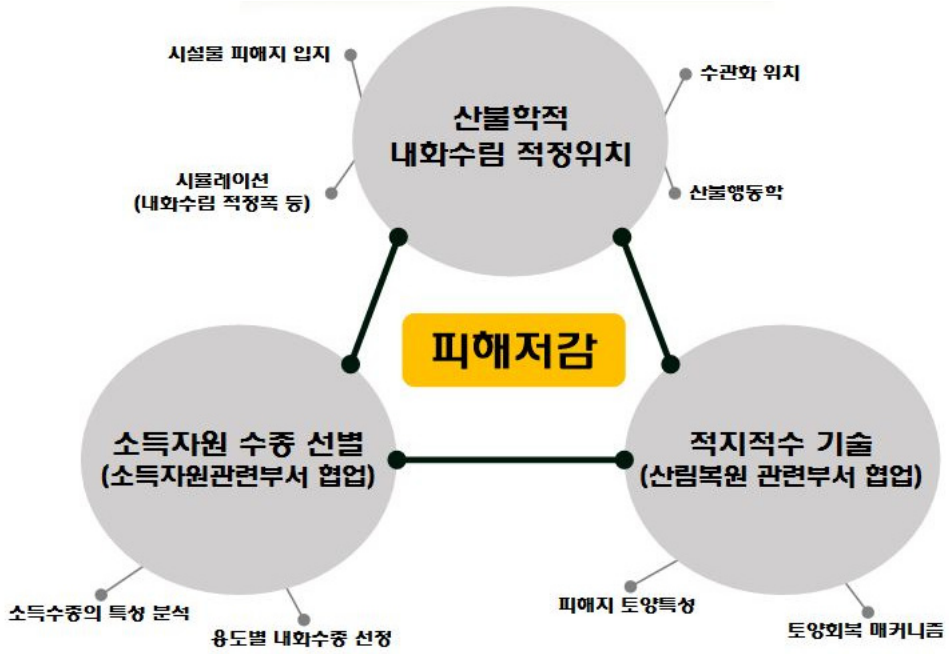 시설물 피해지 입지
수관화 위치
산불학적
내화수림 적정위치
시뮬레이션
(내화수림 적정폭 등)
산불행동학
피해저감
소득자원 수종 선별
(소득자원관련부서 협업)
적지적수 기술
(산림복원 관련부서 협업)
소득수종의 특성 분석
용도별 내화수종 선정
피해지 토양특성
토양회복 매커니즘